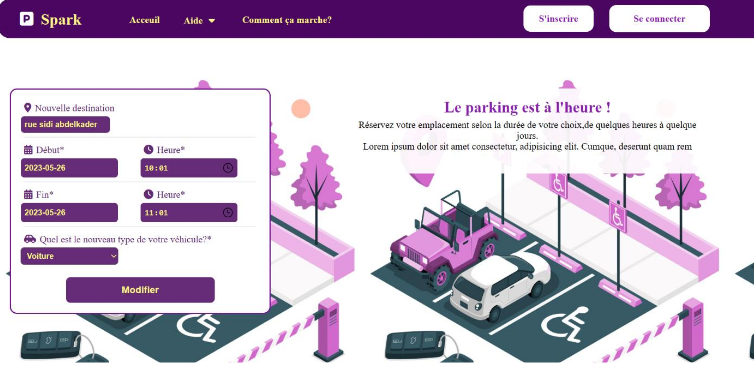 P Spark
Acceuil
Aide
Comment ça marche?
S'inscrire
Se connecter
Nouvelle destination
rue sidi abdelkader
Début*
Heure*
2023-05-26
10:01
Fin*
Heure*
2023-05-26
11:01
Quel est le nouveau type de votre véhicule?*
Voiture
Modifier
Le parking est à l'heure !
Réservez votre emplacement selon la durée de votre choix,de quelques heures à quelque
jours.
Lorem ipsum dolor sit amet consectetur, adipisicing elit. Cumque, deserunt quam rem